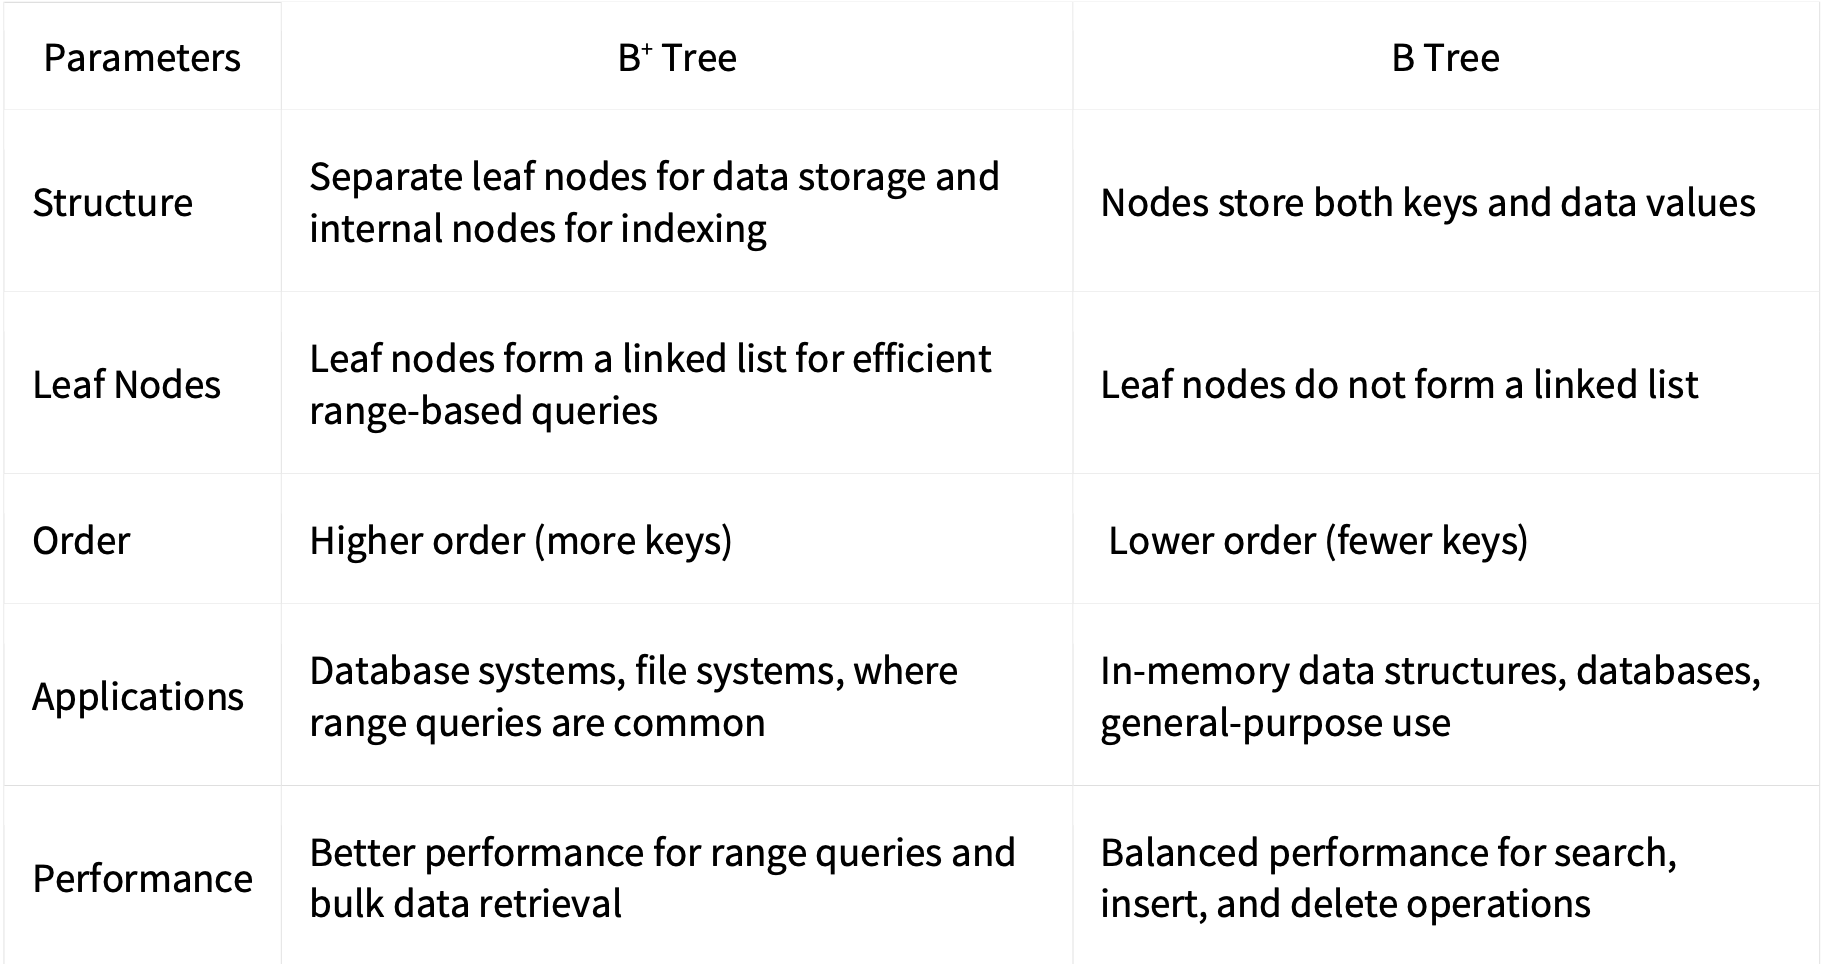 Parameters
B⁺ Tree
B Tree
Structure
Separate leaf nodes for data storage and
internal nodes for indexing
Nodes store both keys and data values
Leaf Nodes
Leaf nodes form a linked list for efficient
range-based queries
Leaf nodes do not form a linked list
Order
Higher order (more keys)
Lower order (fewer keys)
Applications
Database systems, file systems, where
range queries are common
In-memory data structures, databases,
general-purpose use
Performance
Better performance for range queries and
bulk data retrieval
Balanced performance for search,
insert, and delete operations